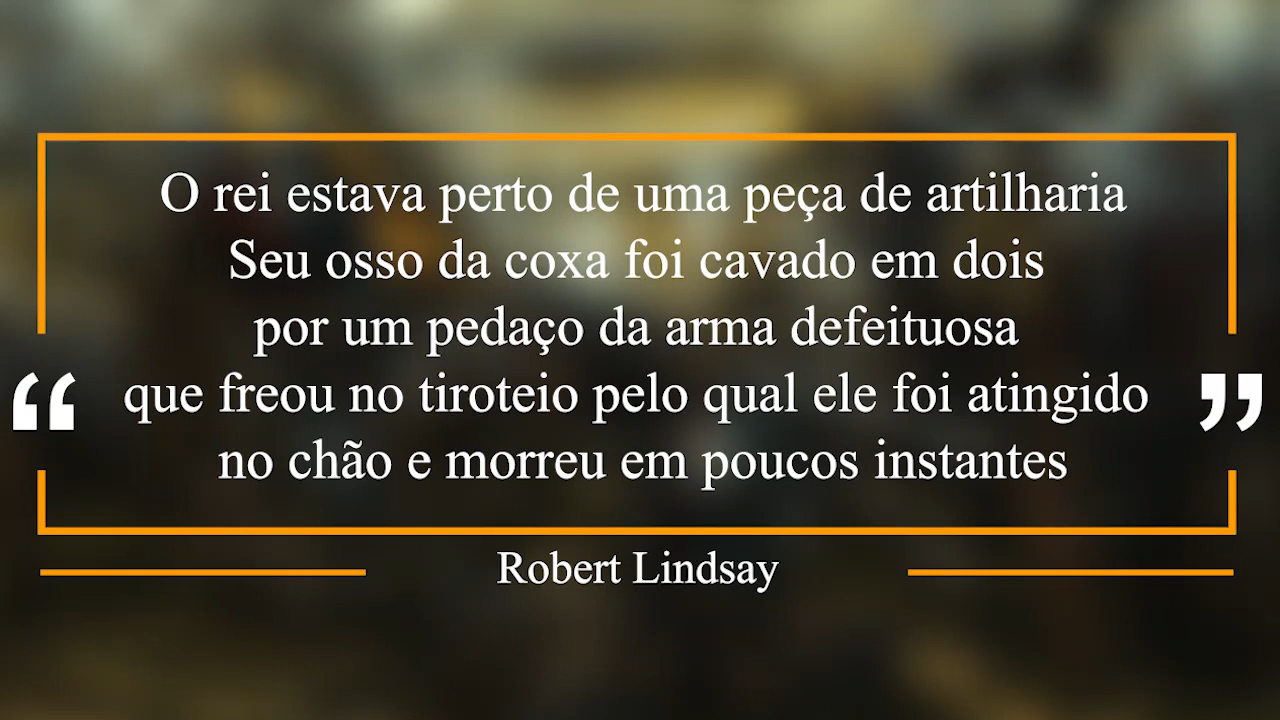 O rei estava perto de uma peça de artilharia
Seu osso da coxa foi cavado em dois
por um pedaço da arma defeituosa
“ que freou no tiroteio pelo qual ele foi atingido ”
no chão e morreu em poucos instantes
Robert Lindsay